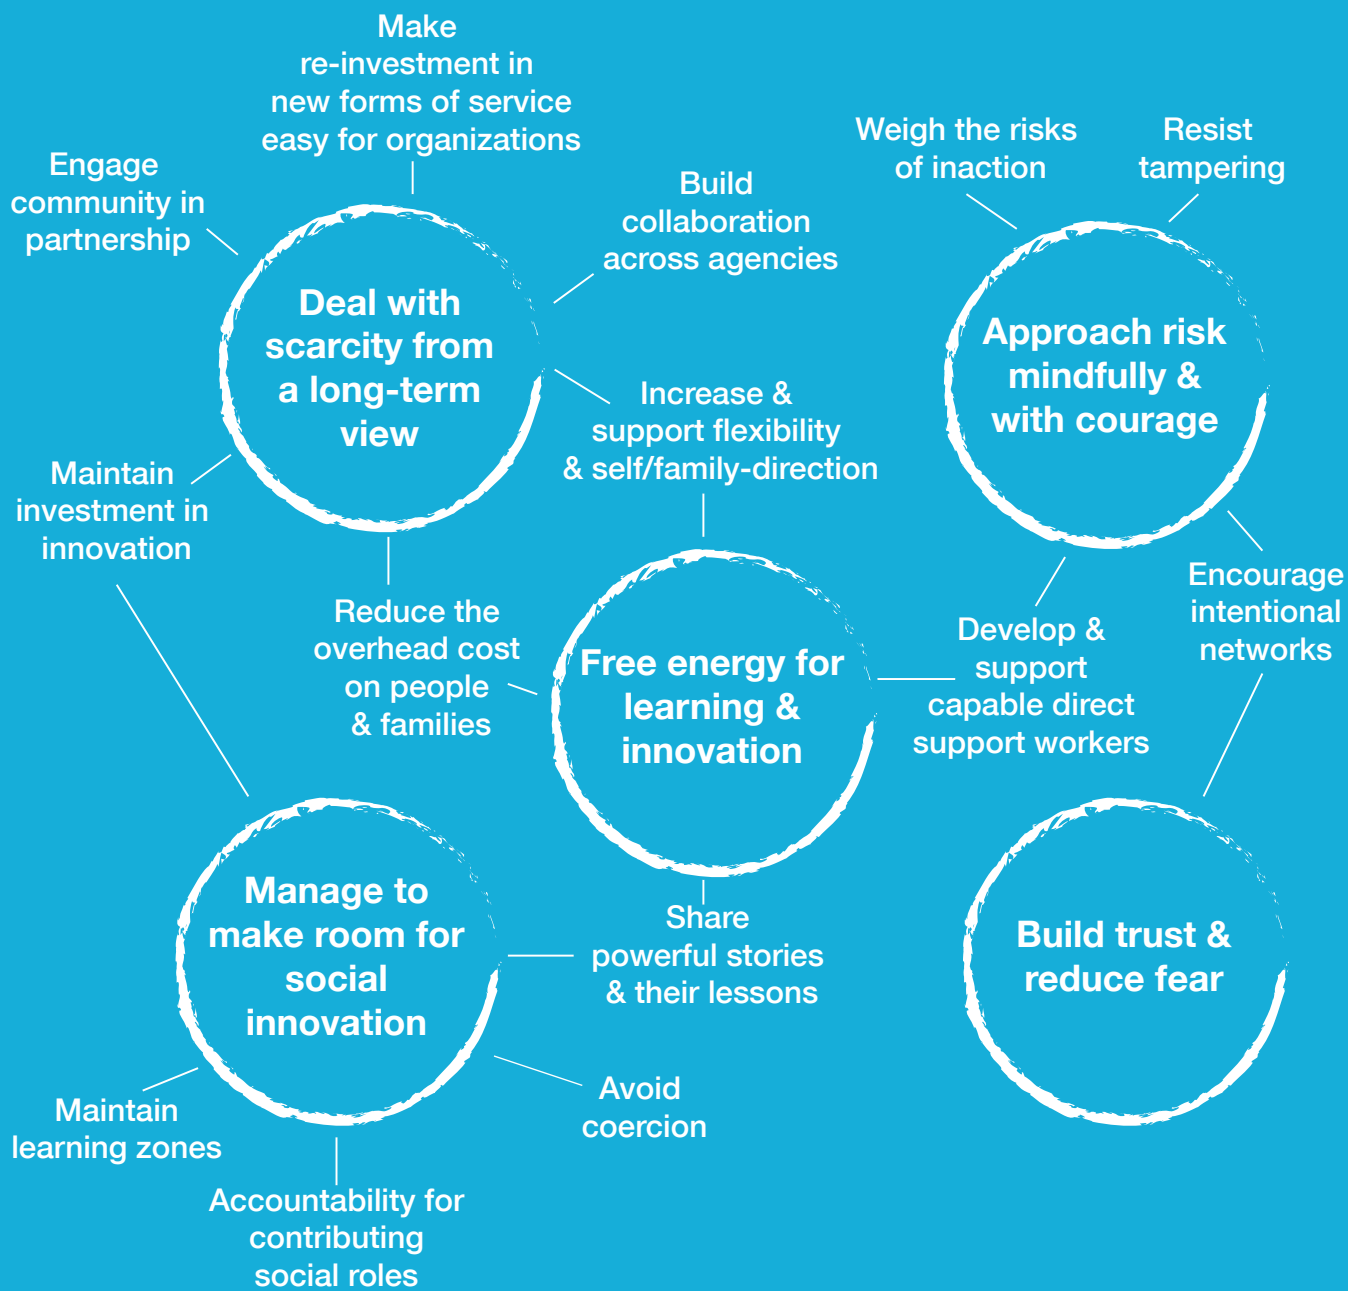 Make
re-investment in
new forms of service
easy for organizations
Engage
community in
partnership
Build
collaboration
across agencies
Weigh the risks
of inaction
Resist
tampering
Deal with
scarcity from
a long-term
view
Approach risk
mindfully &
with courage
Increase &
support flexibility
& self/family-direction
Maintain
investment in
innovation
Reduce the
overhead cost
on people
& families
Free energy for
learning &
innovation
Develop &
support
capable direct
support workers
Encourage
intentional
networks
Manage to
make room for
social
innovation
Share
powerful stories
& their lessons
Build trust &
reduce fear
Maintain
learning zones
Avoid
coercion
Accountability for
contributing
social roles